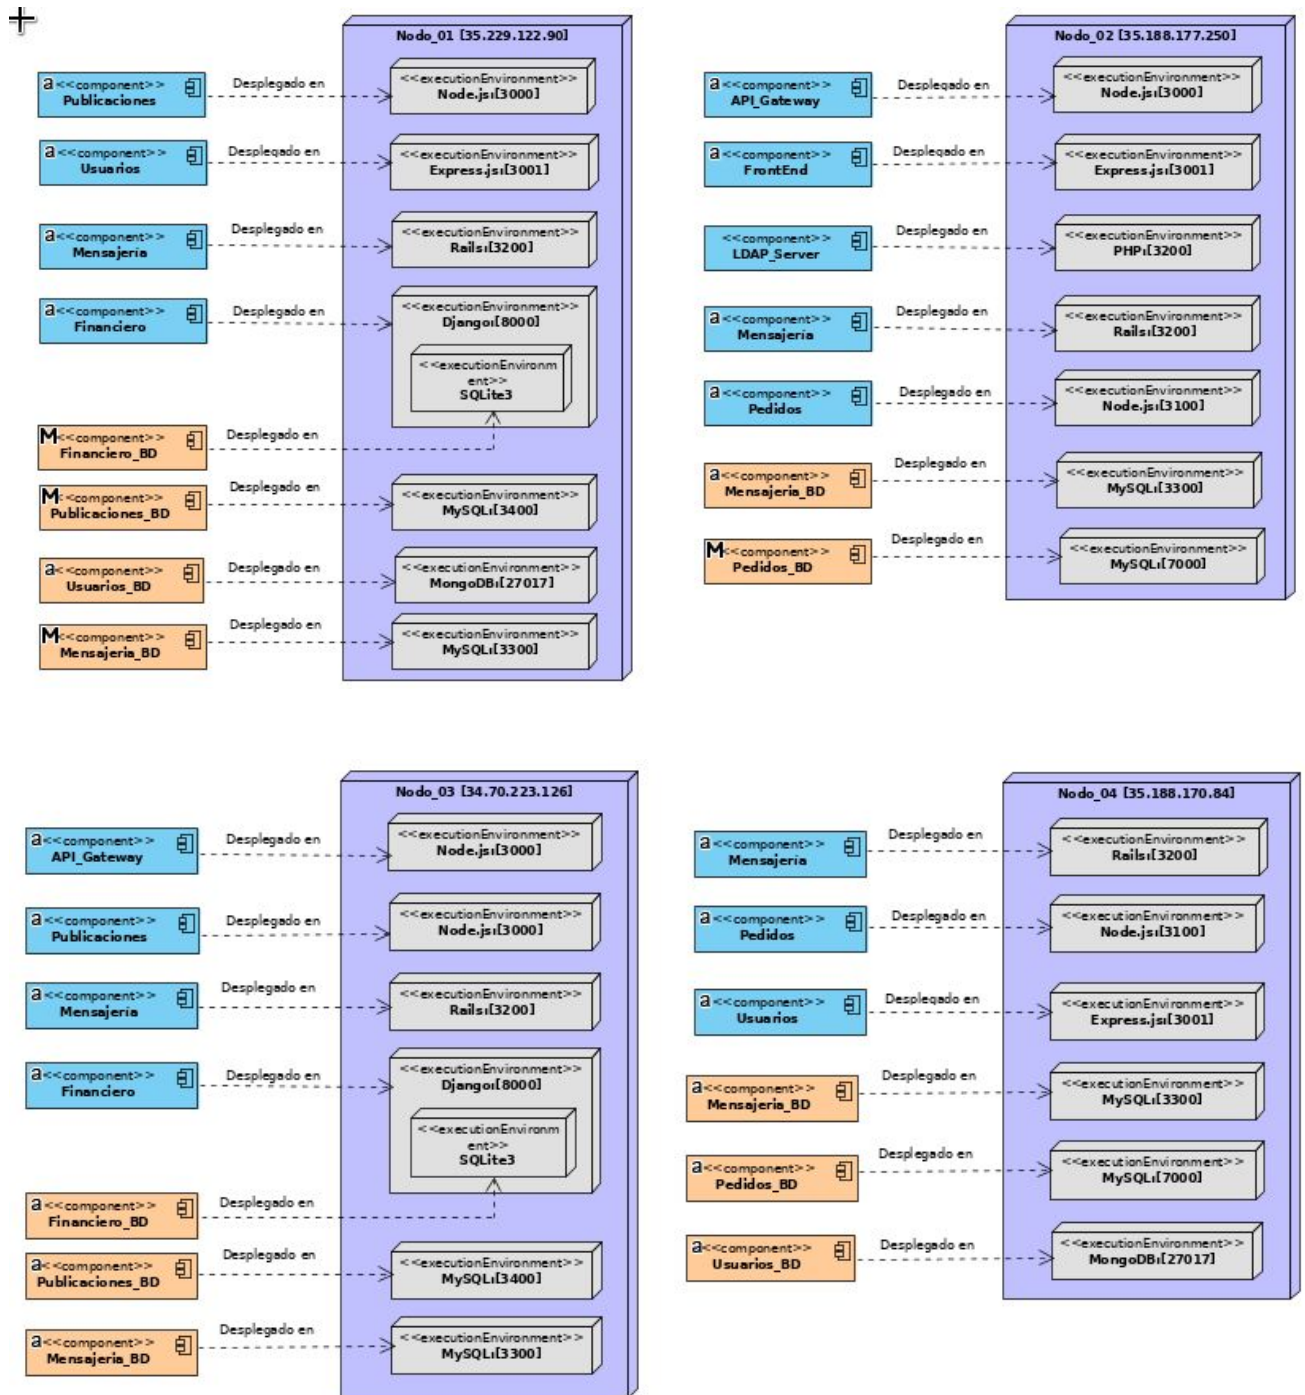 Nodo_01 [35.229.122.90]
a <<component>>
Publicaciones
Desplegado en
<<executionEnvironment>>
Node.js:[3000]
a <<component>>
Usuarios
Desplegado en
<<executionEnvironment>>
Express.js:[3001]
a <<component>>
Mensajería
Desplegado en
<<executionEnvironment>>
Rails:[3200]
a <<component>>
Financiero
Desplegado en
<<executionEnvironment>>
Django:[8000]
<<executionEnvironm
ent>>
SQLite3
M <<component>>
Financiero_BD
Desplegado en
M <<component>>
Publicaciones_BD
Desplegado en
<<executionEnvironment>>
MySQL:[3400]
a <<component>>
Usuarios_BD
Desplegado en
<<executionEnvironment>>
MongoDB:[27017]
M <<component>>
Mensajeria_BD
Desplegado en
<<executionEnvironment>>
MySQL:[3300]
Nodo_02 [35.188.177.250]
a <<component>>
API_Gateway
Desplegado en
<<executionEnvironment>>
Node.js:[3000]
a <<component>>
FrontEnd
Desplegado en
<<executionEnvironment>>
Express.js:[3001]
<<component>>
LDAP_Server
Desplegado en
<<executionEnvironment>>
PHP:[3200]
a <<component>>
Mensajería
Desplegado en
<<executionEnvironment>>
Rails:[3200]
a <<component>>
Pedidos
Desplegado en
<<executionEnvironment>>
Node.js:[3100]
a <<component>>
Mensajeria_BD
Desplegado en
<<executionEnvironment>>
MySQL:[3300]
M <<component>>
Pedidos_BD
Desplegado en
<<executionEnvironment>>
MySQL:[7000]
Nodo_03 [34.70.223.126]
a <<component>>
API_Gateway
Desplegado en
<<executionEnvironment>>
Node.js:[3000]
a <<component>>
Publicaciones
Desplegado en
<<executionEnvironment>>
Node.js:[3000]
a <<component>>
Mensajería
Desplegado en
<<executionEnvironment>>
Rails:[3200]
a <<component>>
Financiero
Desplegado en
<<executionEnvironment>>
Django:[8000]
<<executionEnvironm
ent>>
SQLite3
a <<component>>
Financiero_BD
Desplegado en
a <<component>>
Publicaciones_BD
Desplegado en
<<executionEnvironment>>
MySQL:[3400]
a <<component>>
Mensajeria_BD
Desplegado en
<<executionEnvironment>>
MySQL:[3300]
Nodo_04 [35.188.170.84]
a <<component>>
Mensajería
Desplegado en
<<executionEnvironment>>
Rails:[3200]
a <<component>>
Pedidos
Desplegado en
<<executionEnvironment>>
Node.js:[3100]
a <<component>>
Usuarios
Desplegado en
<<executionEnvironment>>
Express.js:[3001]
a <<component>>
Mensajeria_BD
Desplegado en
<<executionEnvironment>>
MySQL:[3300]
a <<component>>
Pedidos_BD
Desplegado en
<<executionEnvironment>>
MySQL:[7000]
a <<component>>
Usuarios_BD
Desplegado en
<<executionEnvironment>>
MongoDB:[27017]